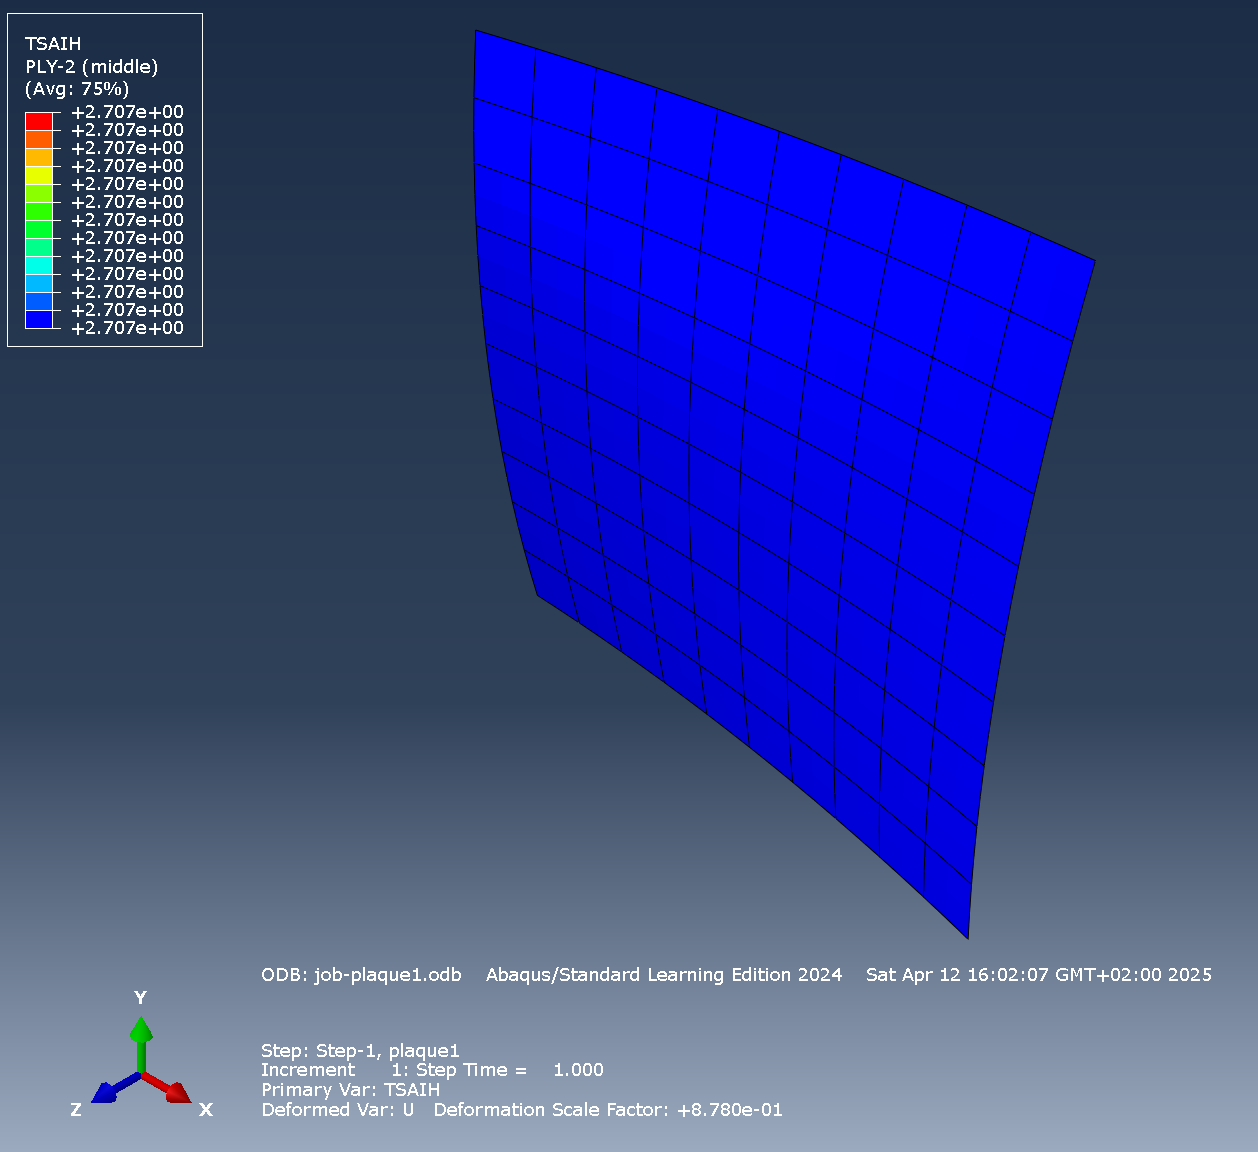 TSAIH
PLY-2 (middle)
(Avg: 75%)
+2.707e+00
+2.707e+00
+2.707e+00
+2.707e+00
+2.707e+00
+2.707e+00
+2.707e+00
+2.707e+00
+2.707e+00
+2.707e+00
+2.707e+00
+2.707e+00
+2.707e+00
ODB: job-plaque1.odb    Abaqus/Standard Learning Edition 2024    Sat Apr 12 16:02:07 GMT+02:00 2025
Y
Z
X
Step: Step-1, plaque1
Increment      1: Step Time =    1.000
Primary Var: TSAIH
Deformed Var: U   Deformation Scale Factor: +8.780e-01